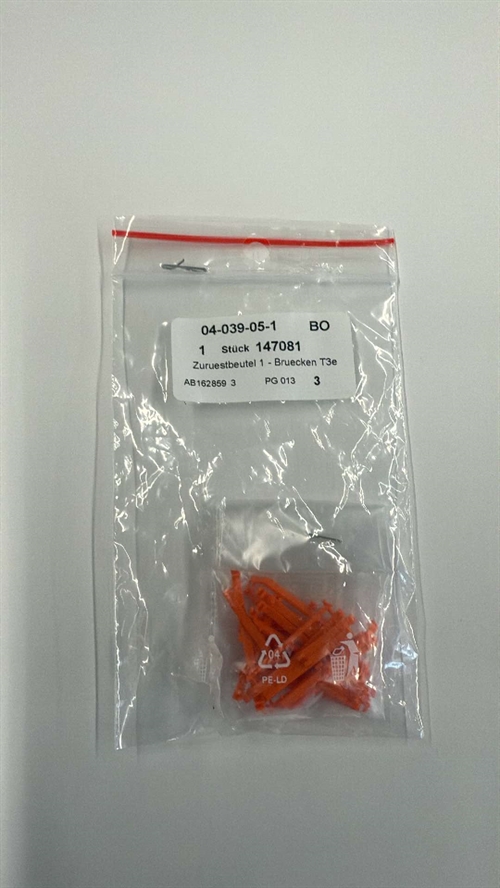 04-039-05-1 BO
1 Stück 147081
Zuruestbeutel 1 - Bruecken T3e
AB162859 3 PG 013 3
04
PE-LD